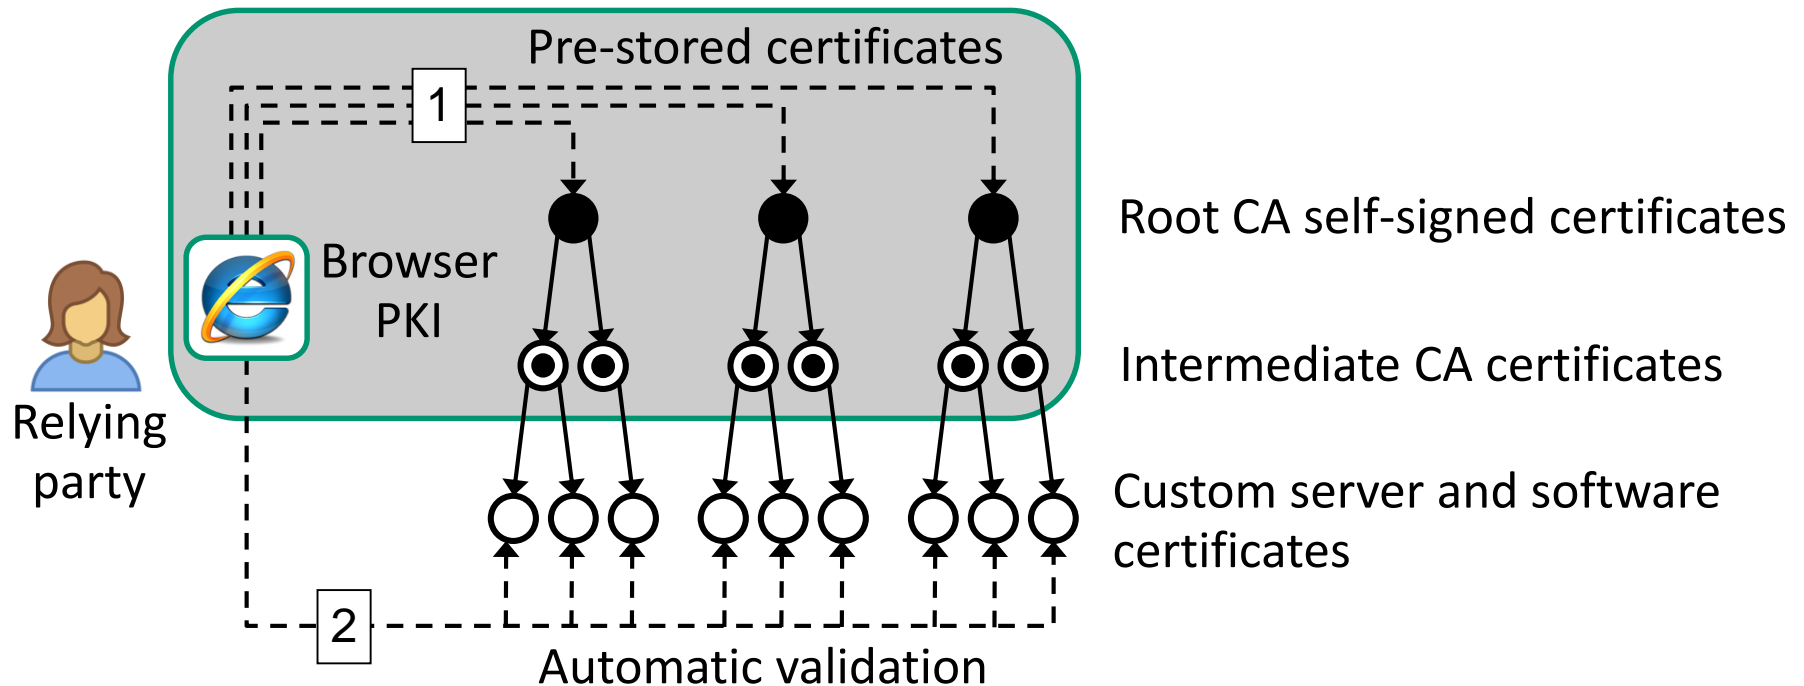 Pre-stored certificates
1
Root CA self-signed certificates
Browser
PKI
Intermediate CA certificates
Relying
party
Custom server and software
certificates
2
Automatic validation